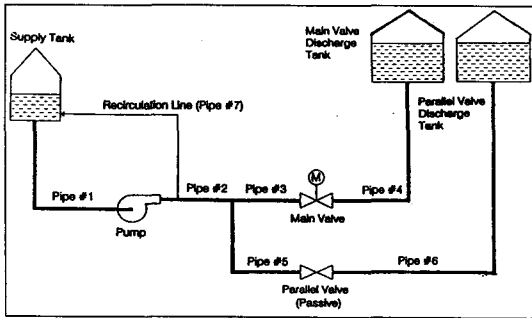 Supply Tank
Main Valve
Discharge
Tank
Parallel Valve
Discharge
Tank
Recirculation Line (Pipe #7)
Pipe #1
Pump
Pipe #2
Pipe #3
M
Main Valve
Pipe #4
Pipe #5
Parallel Valve
(Passive)
Pipe #6